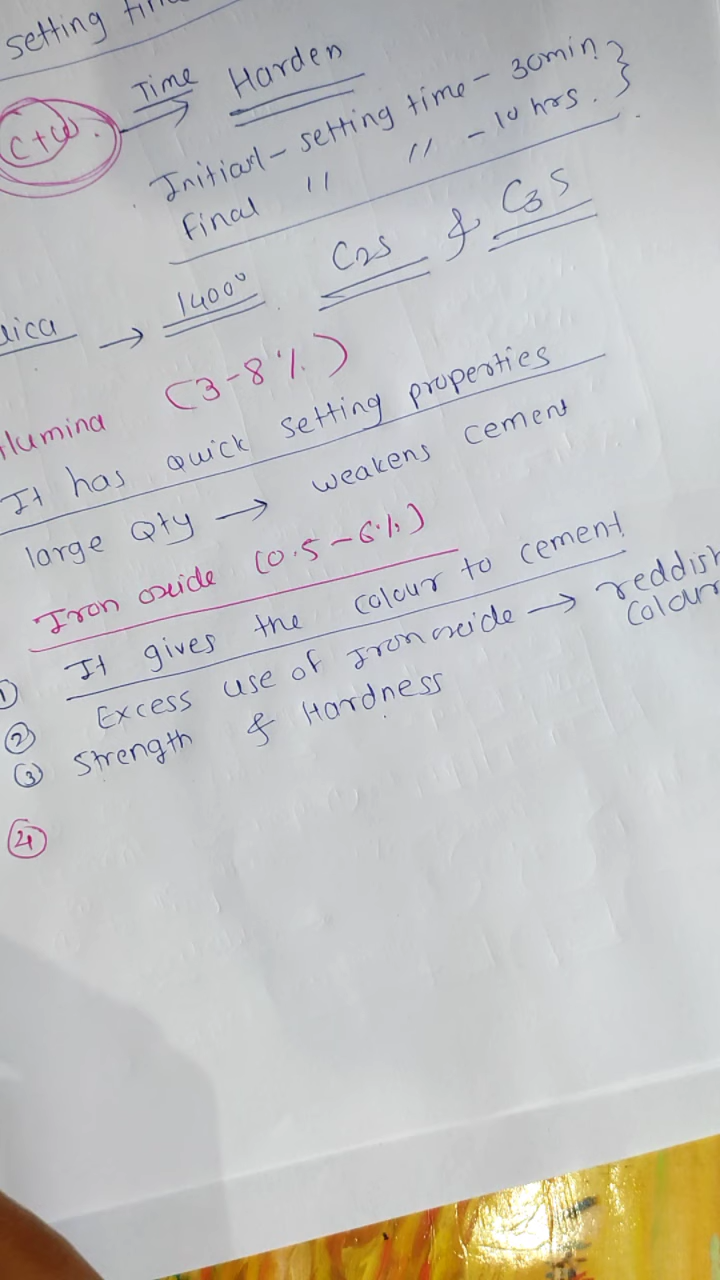 setting
C+W. Time Harden
Initial - setting time - 30min
Final " " - 10 hrs.
1400° C2S & C3S
(3-8%)
It has quick setting properties
large Qty → weakens cement
Iron oxide (0.5-6%)
① It gives the colour to cement
② Excess use of Iron oxide → reddish colour
③ Strength & Hardness
④